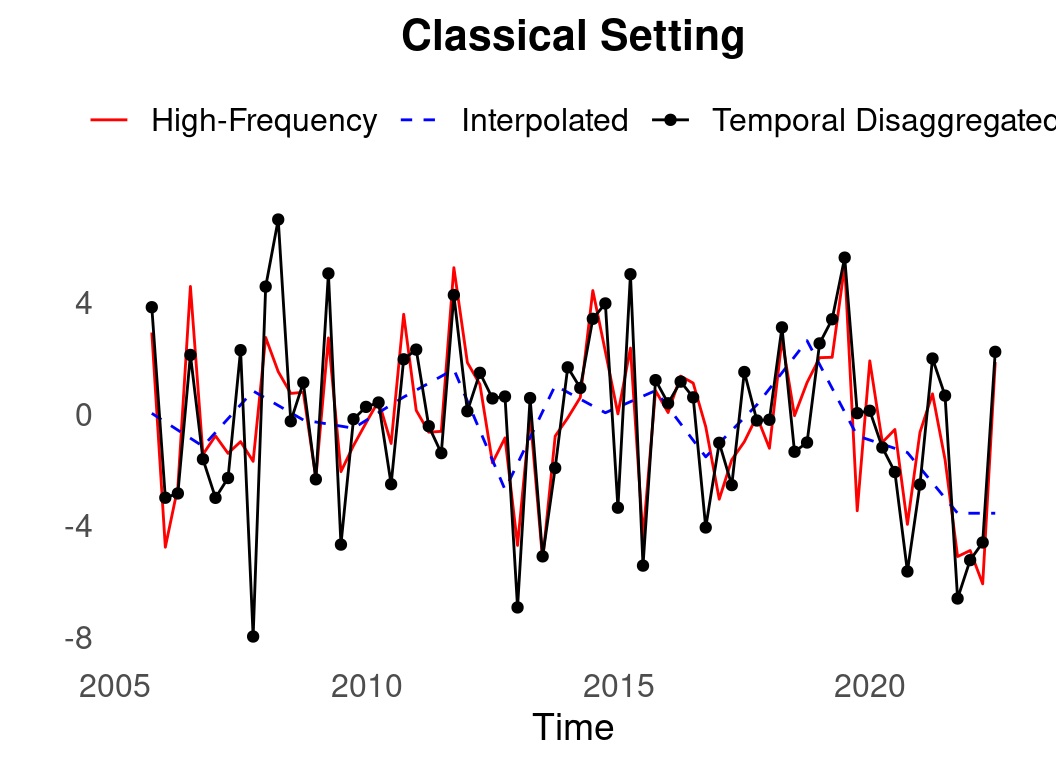 Classical Setting
High-Frequency Interpolated Temporal Disaggregated
4
0
-4
-8
2005 2010 2015 2020
Time